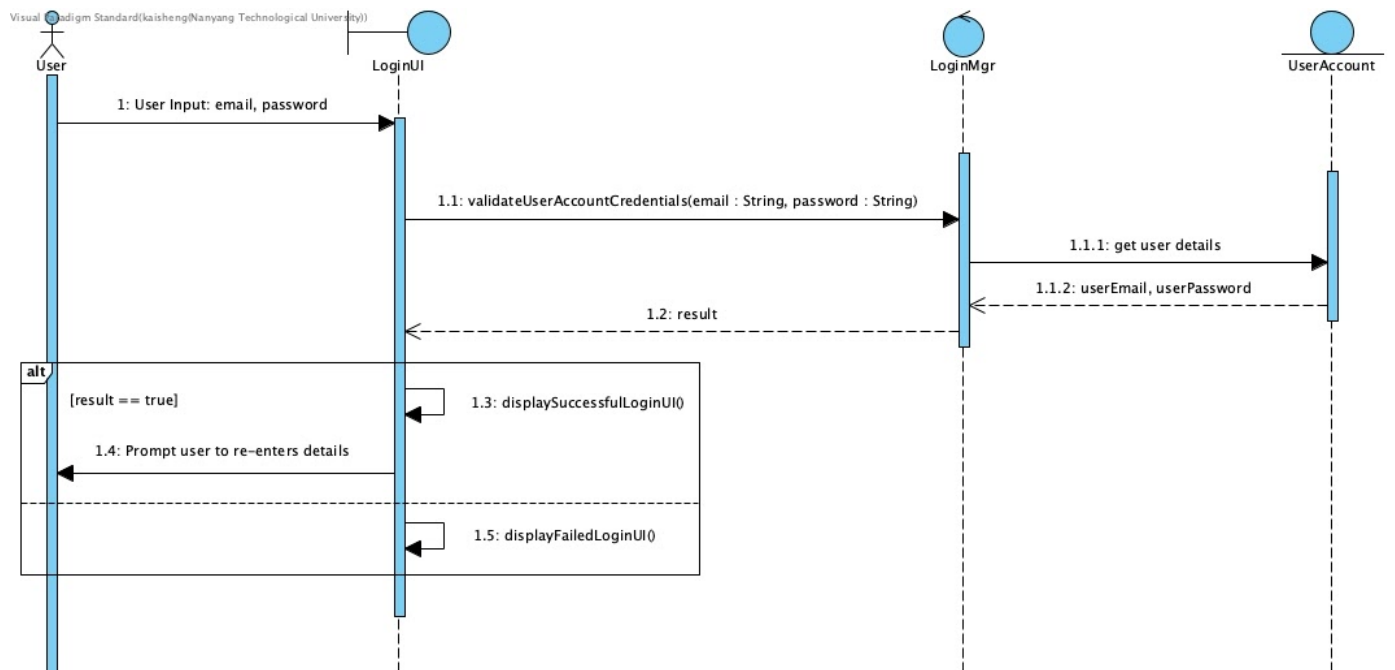 Visual Paradigm Standard(kaisheng(Nanyang Technological University))
User
LoginUI
LoginMgr
UserAccount
1: User Input: email, password
1.1: validateUserAccountCredentials(email : String, password : String)
1.1.1: get user details
1.1.2: userEmail, userPassword
1.2: result
alt
[result == true]
1.3: displaySuccessfulLoginUI()
1.4: Prompt user to re-enters details
1.5: displayFailedLoginUI()